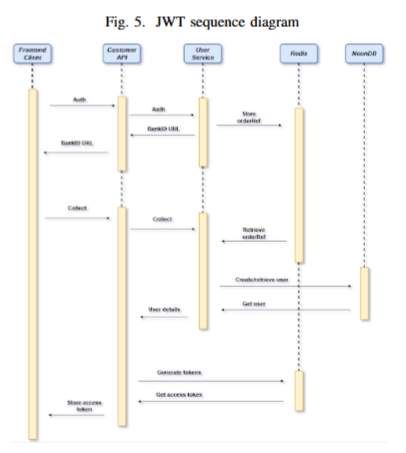 Fig. 5. JWT sequence diagram
Frontend
Client
Customer
API
User
Service
Redis
NeonDB
Auth
Auth
Store
orderRef
BankID URL
BankID URL
Collect
Collect
Retrieve
orderRef
Create/retrieve user
Get user
User details
Generate tokens
Get access token
Store access
token